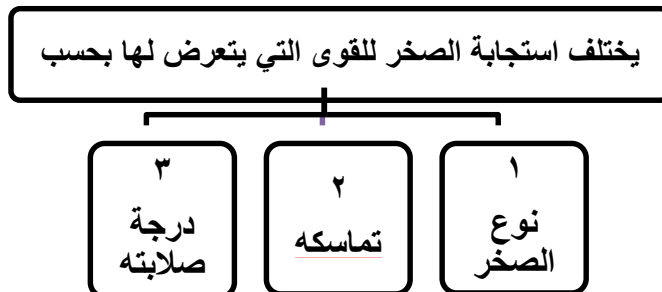 يختلف استجابة الصخر للقوى التي يتعرض لها بحسب
١
نوع
الصخر
٢
تماسكه
٣
درجة
صلابته